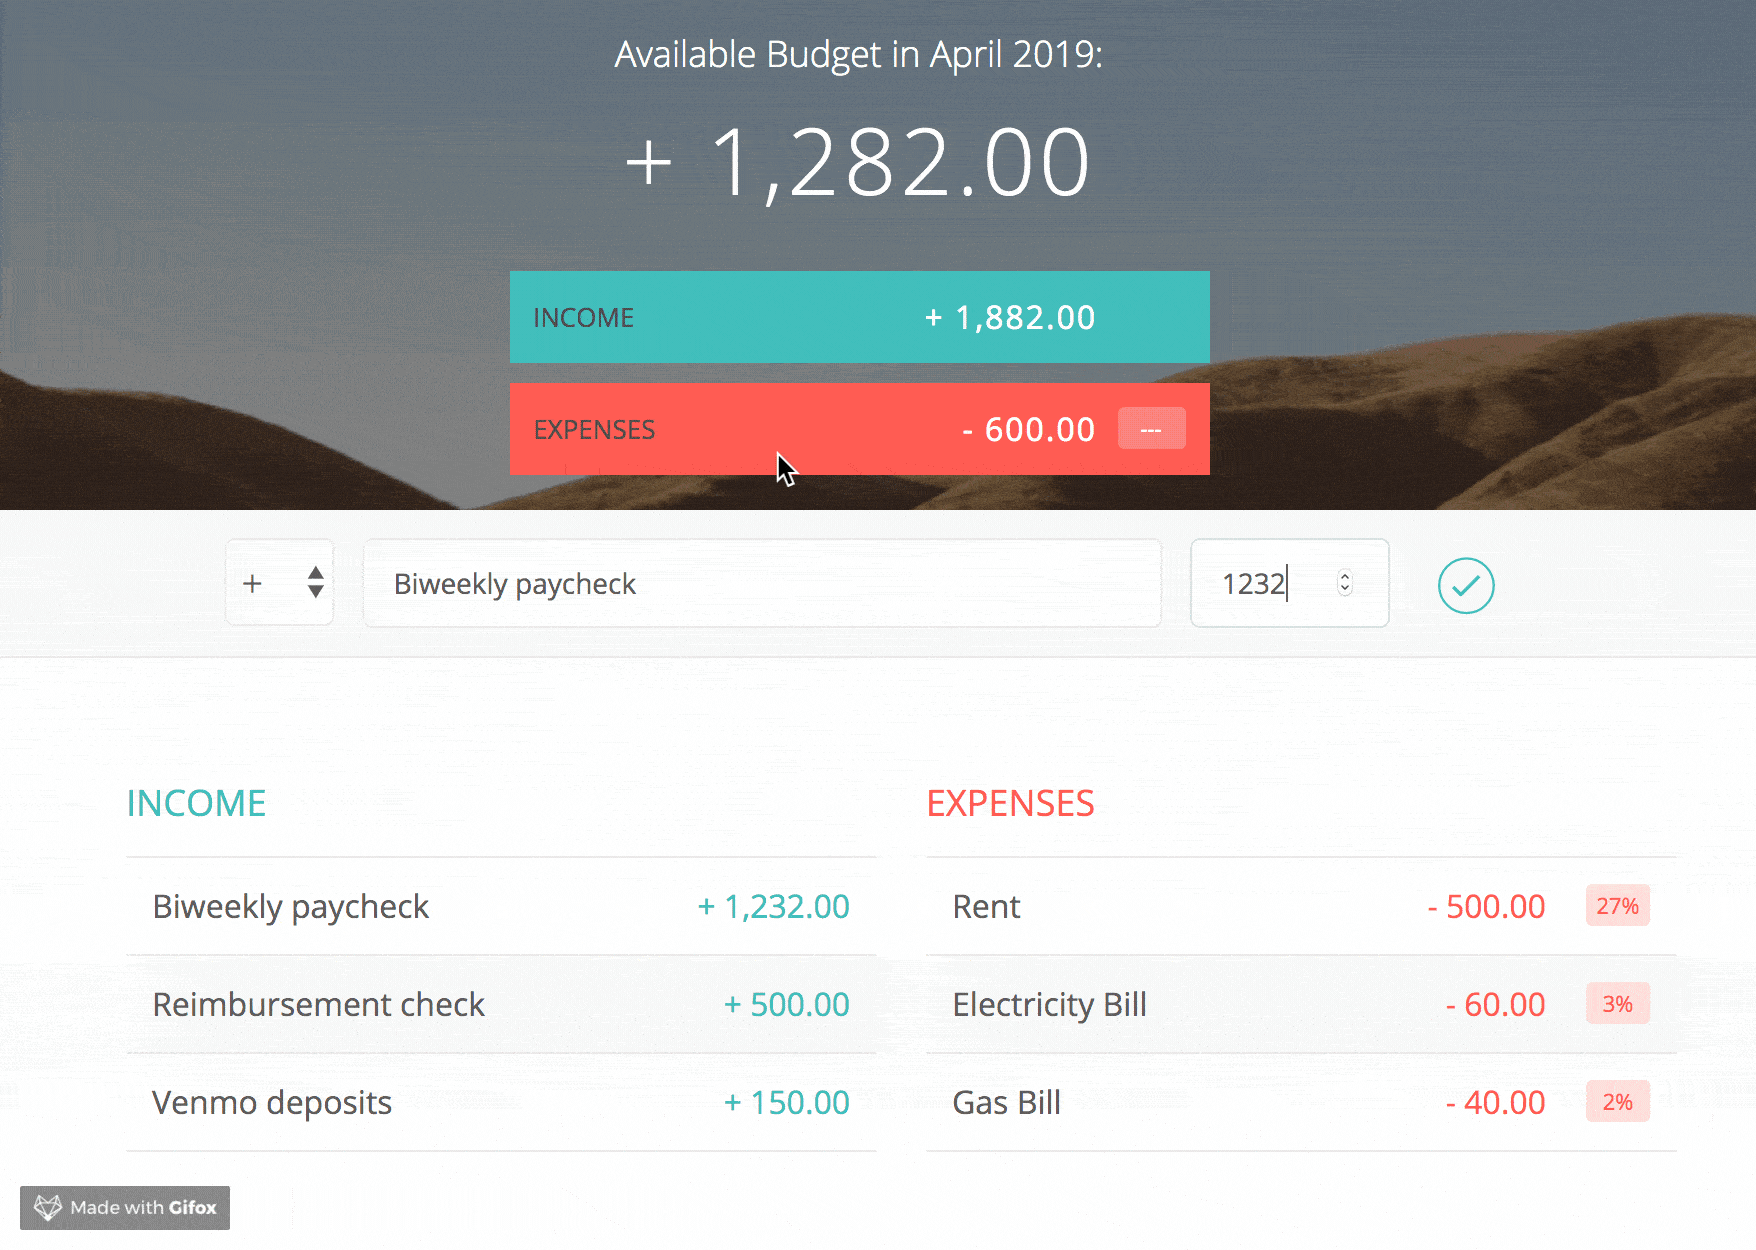 Available Budget in April 2019:
+ 1,282.00
INCOME + 1,882.00
EXPENSES - 600.00 ---
+ Biweekly paycheck 1232
INCOME
Biweekly paycheck + 1,232.00
Reimbursement check + 500.00
Venmo deposits + 150.00
EXPENSES
Rent - 500.00 27%
Electricity Bill - 60.00 3%
Gas Bill - 40.00 2%
Made with Gifox